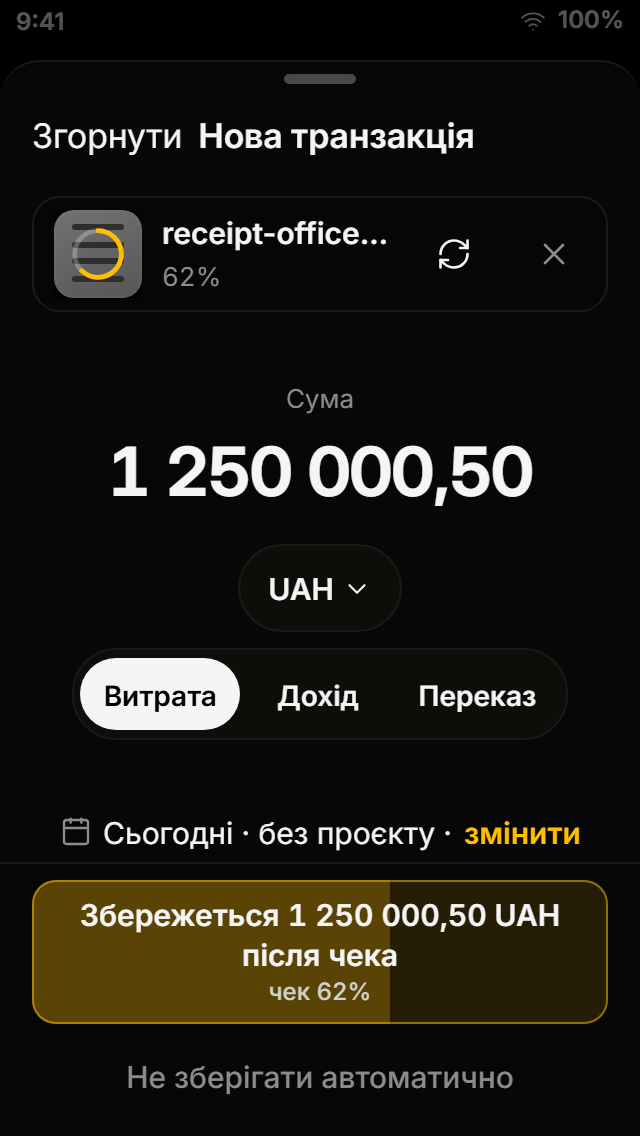 9:41 100%
Згорнути Нова транзакція
receipt-office...
62%
Сума
1 250 000,50
UAH
Витрата Дохід Переказ
Сьогодні · без проєкту · змінити
Збережеться 1 250 000,50 UAH
після чека
чек 62%
Не зберігати автоматично